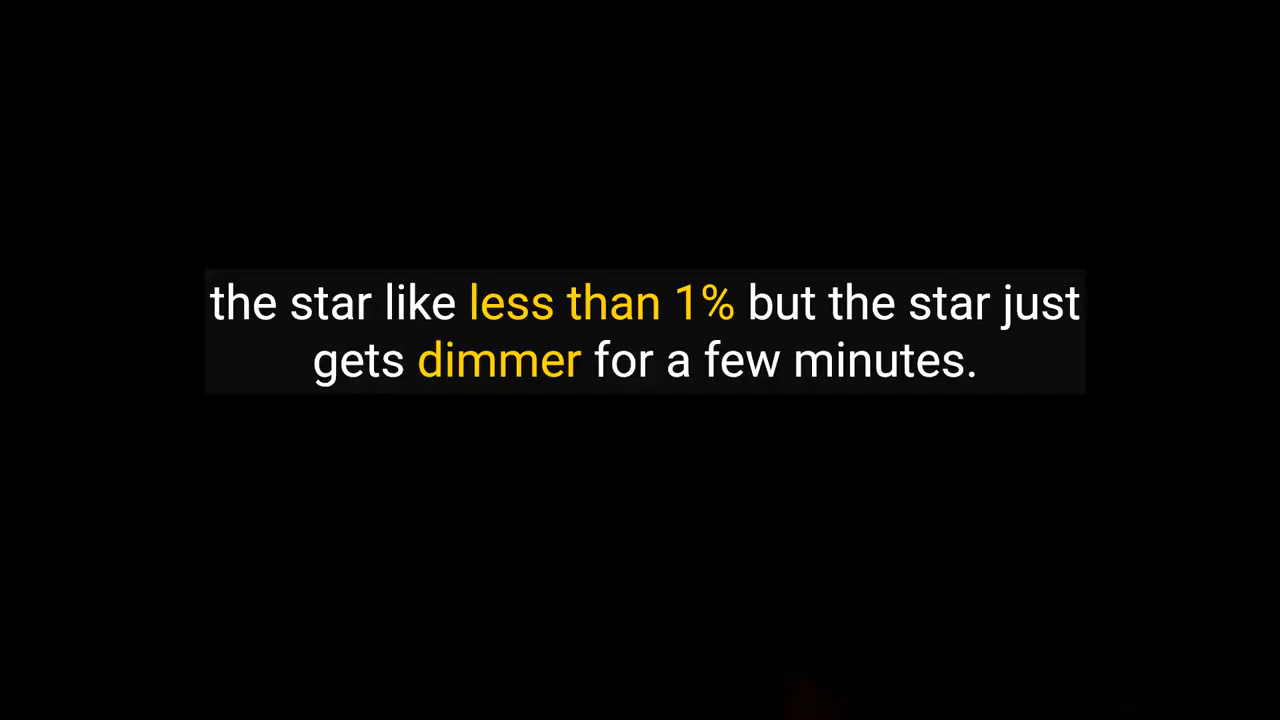 the star like less than 1% but the star just
gets dimmer for a few minutes.